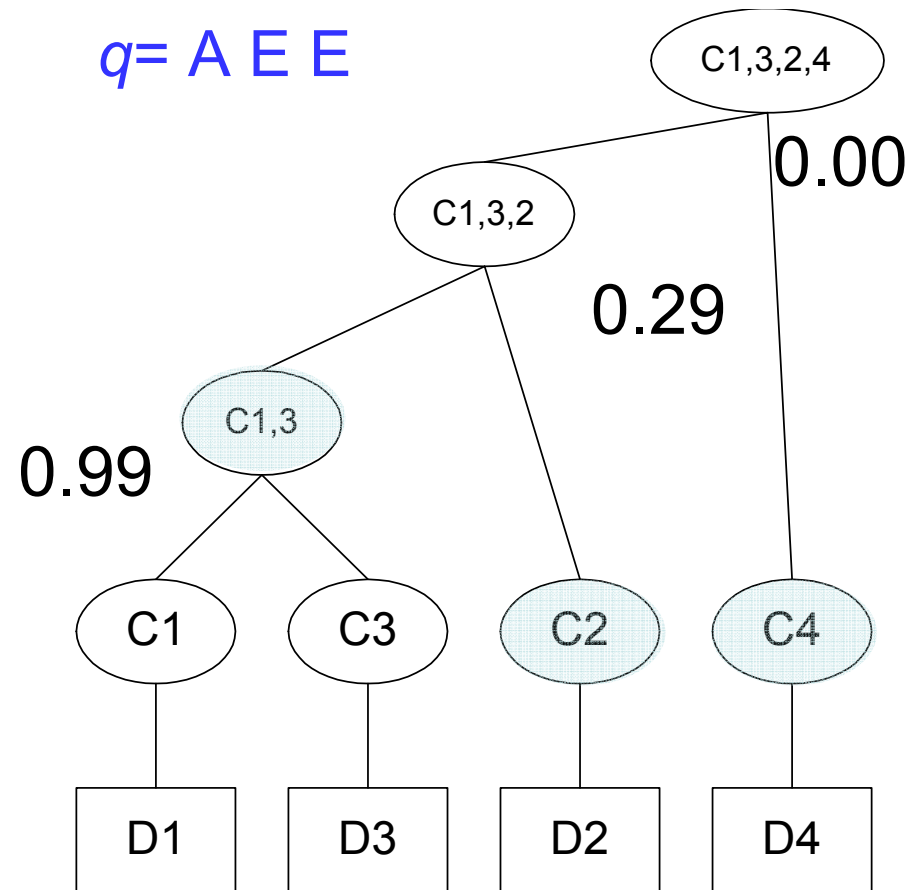 q= A E E
C1,3,2,4
0.00
C1,3,2
0.29
C1,3
0.99
C1
C3
C2
C4
D1
D3
D2
D4